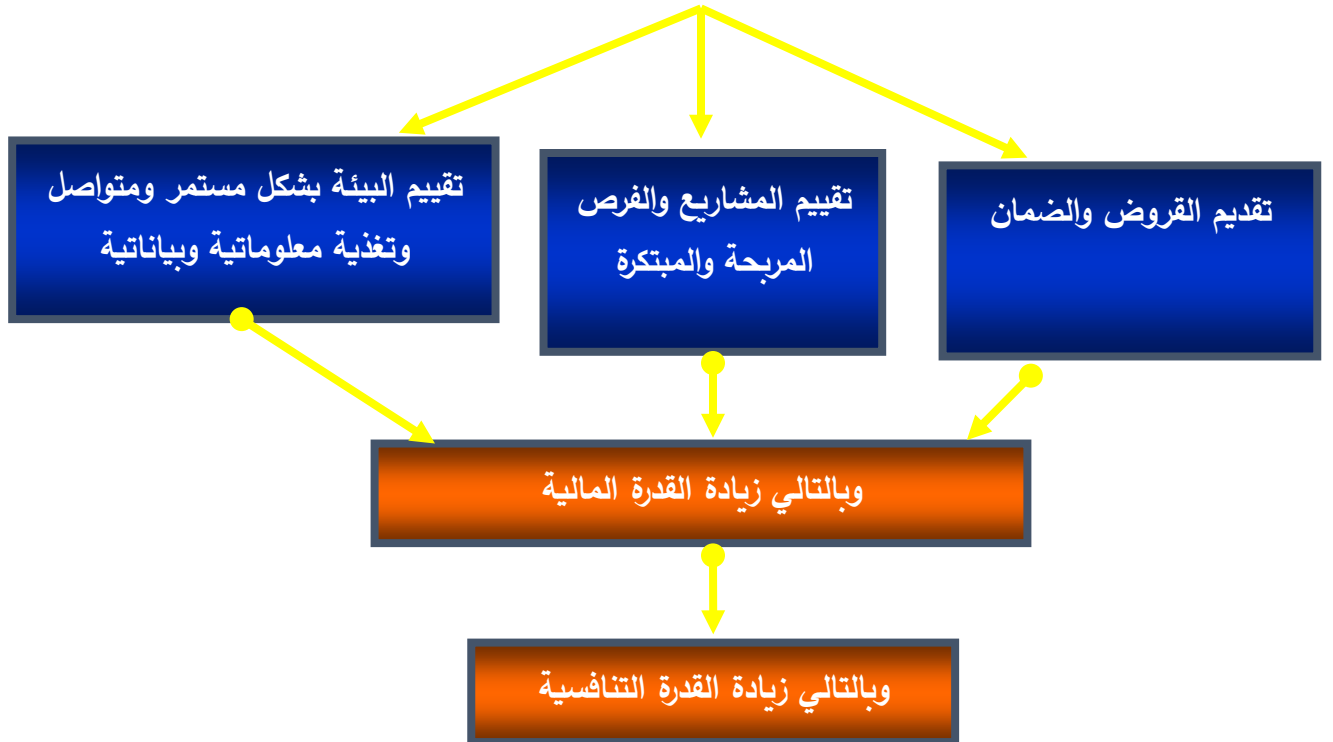 تقديم القروض والضمان
تقييم المشاريع والفرص
المربحة والمبتكرة
تقييم البيئة بشكل مستمر ومتواصل
وتغذية معلوماتية وبياناتية
وبالتالي زيادة القدرة المالية
وبالتالي زيادة القدرة التنافسية